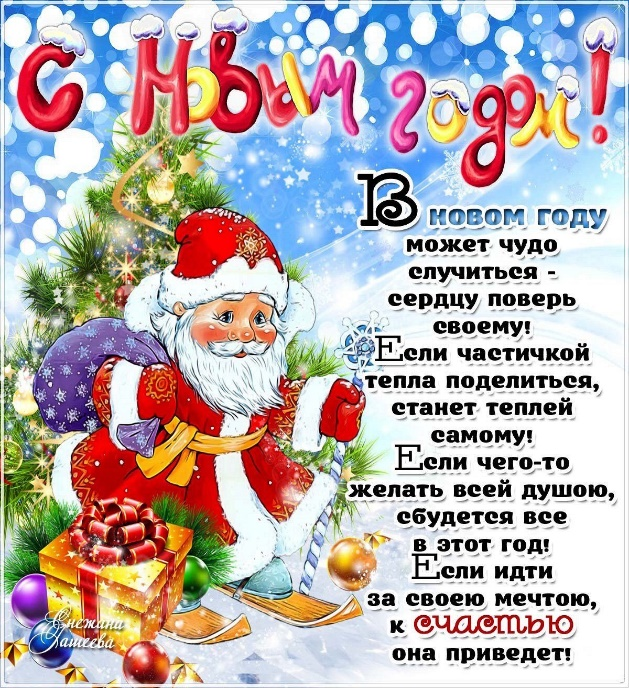 С Новым годом!
В новом году
может чудо
случиться -
сердцу поверь
своему!
Если частичкой
тепла поделиться,
станет теплей
самому!
Если чего-то
желать всей душою,
сбудется все
в этот год!
Если идти
за своею мечтою,
к счастью
она приведет!
Снежана